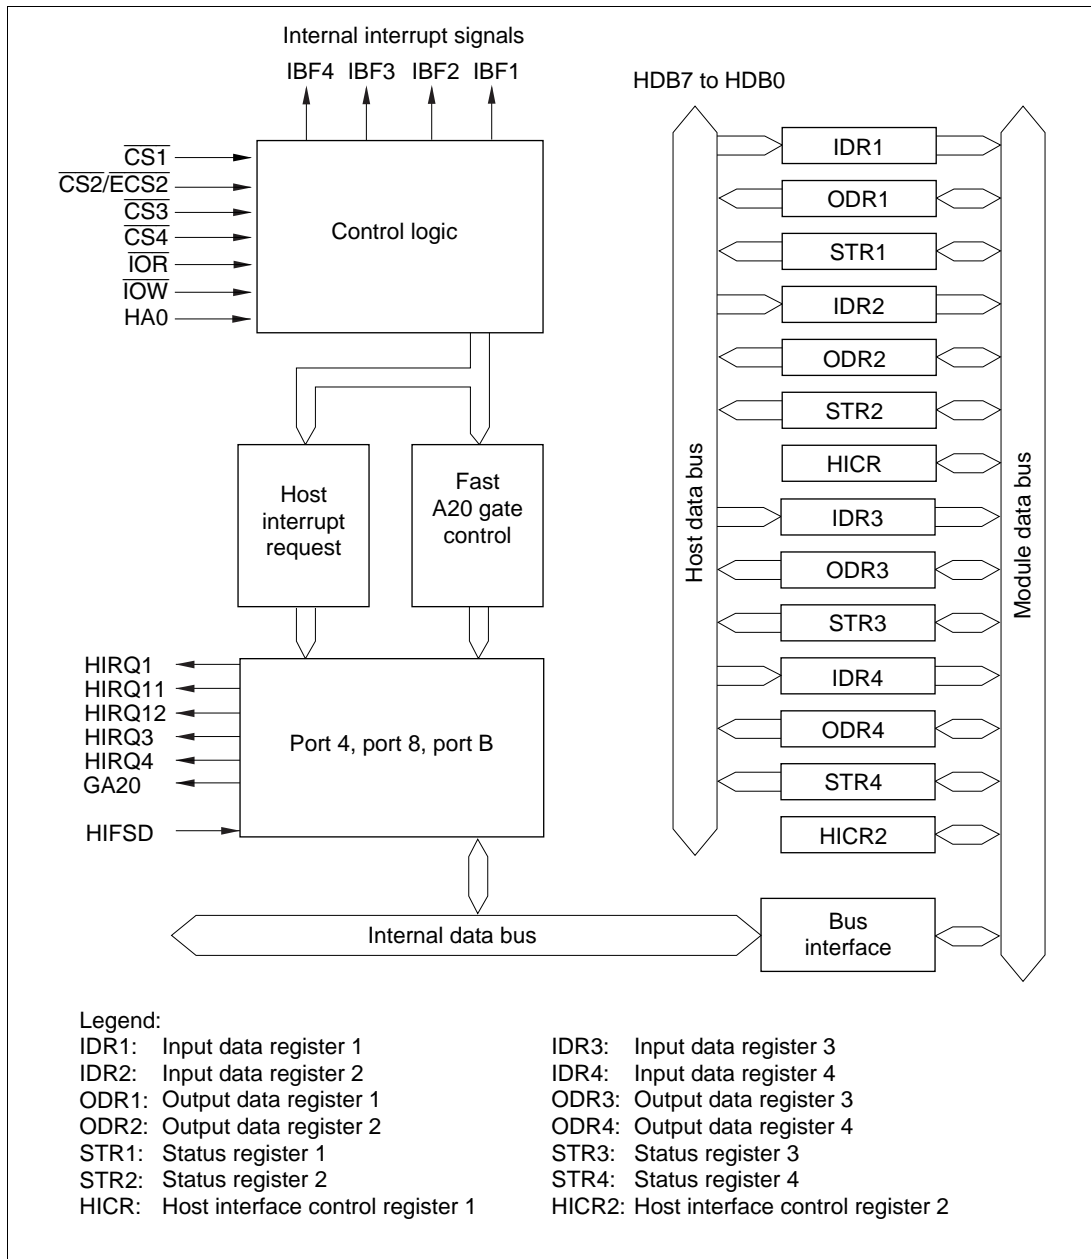 Internal interrupt signals
IBF4 IBF3 IBF2 IBF1
CS1
CS2/ECS2
CS3
CS4
IOR
IOW
HA0
Control logic
Host
interrupt
request
Fast
A20 gate
control
HIRQ1
HIRQ11
HIRQ12
HIRQ3
HIRQ4
GA20
HIFSD
Port 4, port 8, port B
Internal data bus
HDB7 to HDB0
Host data bus
IDR1
ODR1
STR1
IDR2
ODR2
STR2
HICR
IDR3
ODR3
STR3
IDR4
ODR4
STR4
HICR2
Module data bus
Bus
interface
Legend:
IDR1: Input data register 1
IDR2: Input data register 2
ODR1: Output data register 1
ODR2: Output data register 2
STR1: Status register 1
STR2: Status register 2
HICR: Host interface control register 1
IDR3: Input data register 3
IDR4: Input data register 4
ODR3: Output data register 3
ODR4: Output data register 4
STR3: Status register 3
STR4: Status register 4
HICR2: Host interface control register 2